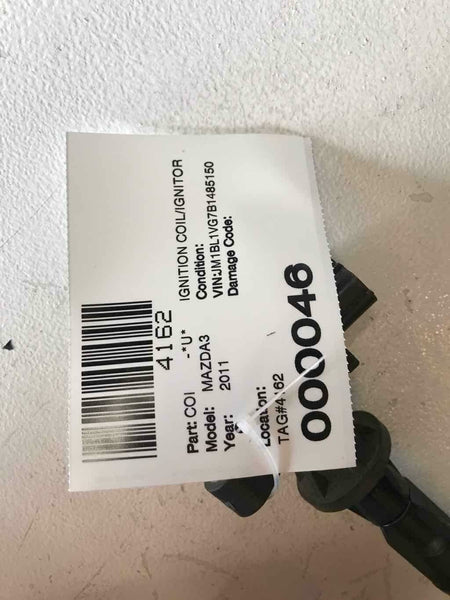 4162
Part: COI -*U* IGNITION COIL/IGNITOR
Model: MAZDA3 Condition:
Year: 2011 VIN:JM1BL1VG7B1485150
Damage Code:
Location:
TAG#4162
000046